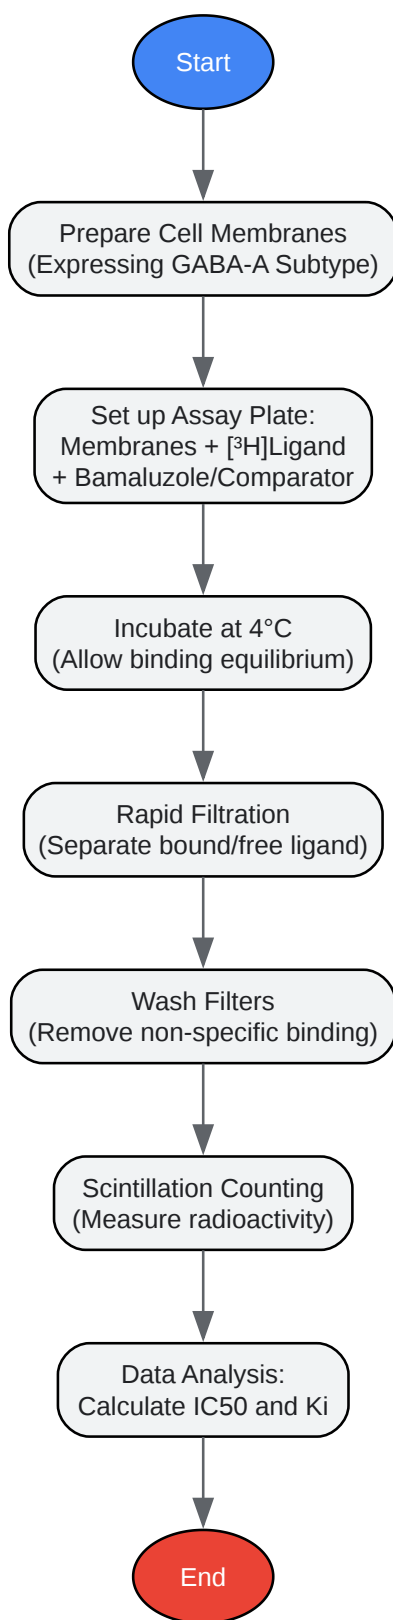 Start
Prepare Cell Membranes
(Expressing GABA-A Subtype)
Set up Assay Plate:
Membranes + [³H]Ligand
+ Bamaluzole/Comparator
Incubate at 4°C
(Allow binding equilibrium)
Rapid Filtration
(Separate bound/free ligand)
Wash Filters
(Remove non-specific binding)
Scintillation Counting
(Measure radioactivity)
Data Analysis:
Calculate IC50 and Ki
End